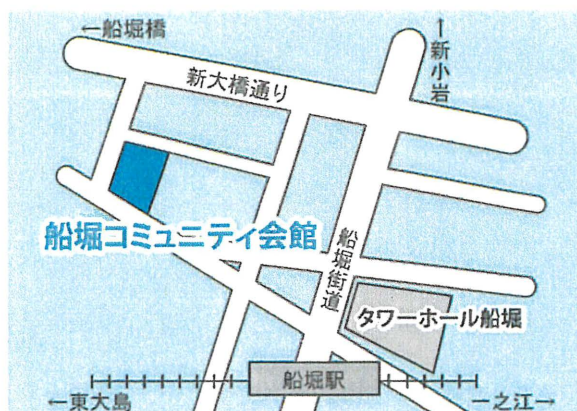 ←船堀橋
↑新小岩
新大橋通り
船堀コミュニティ会館
船堀街道
タワーホール船堀
船堀駅
←東大島
一之江→